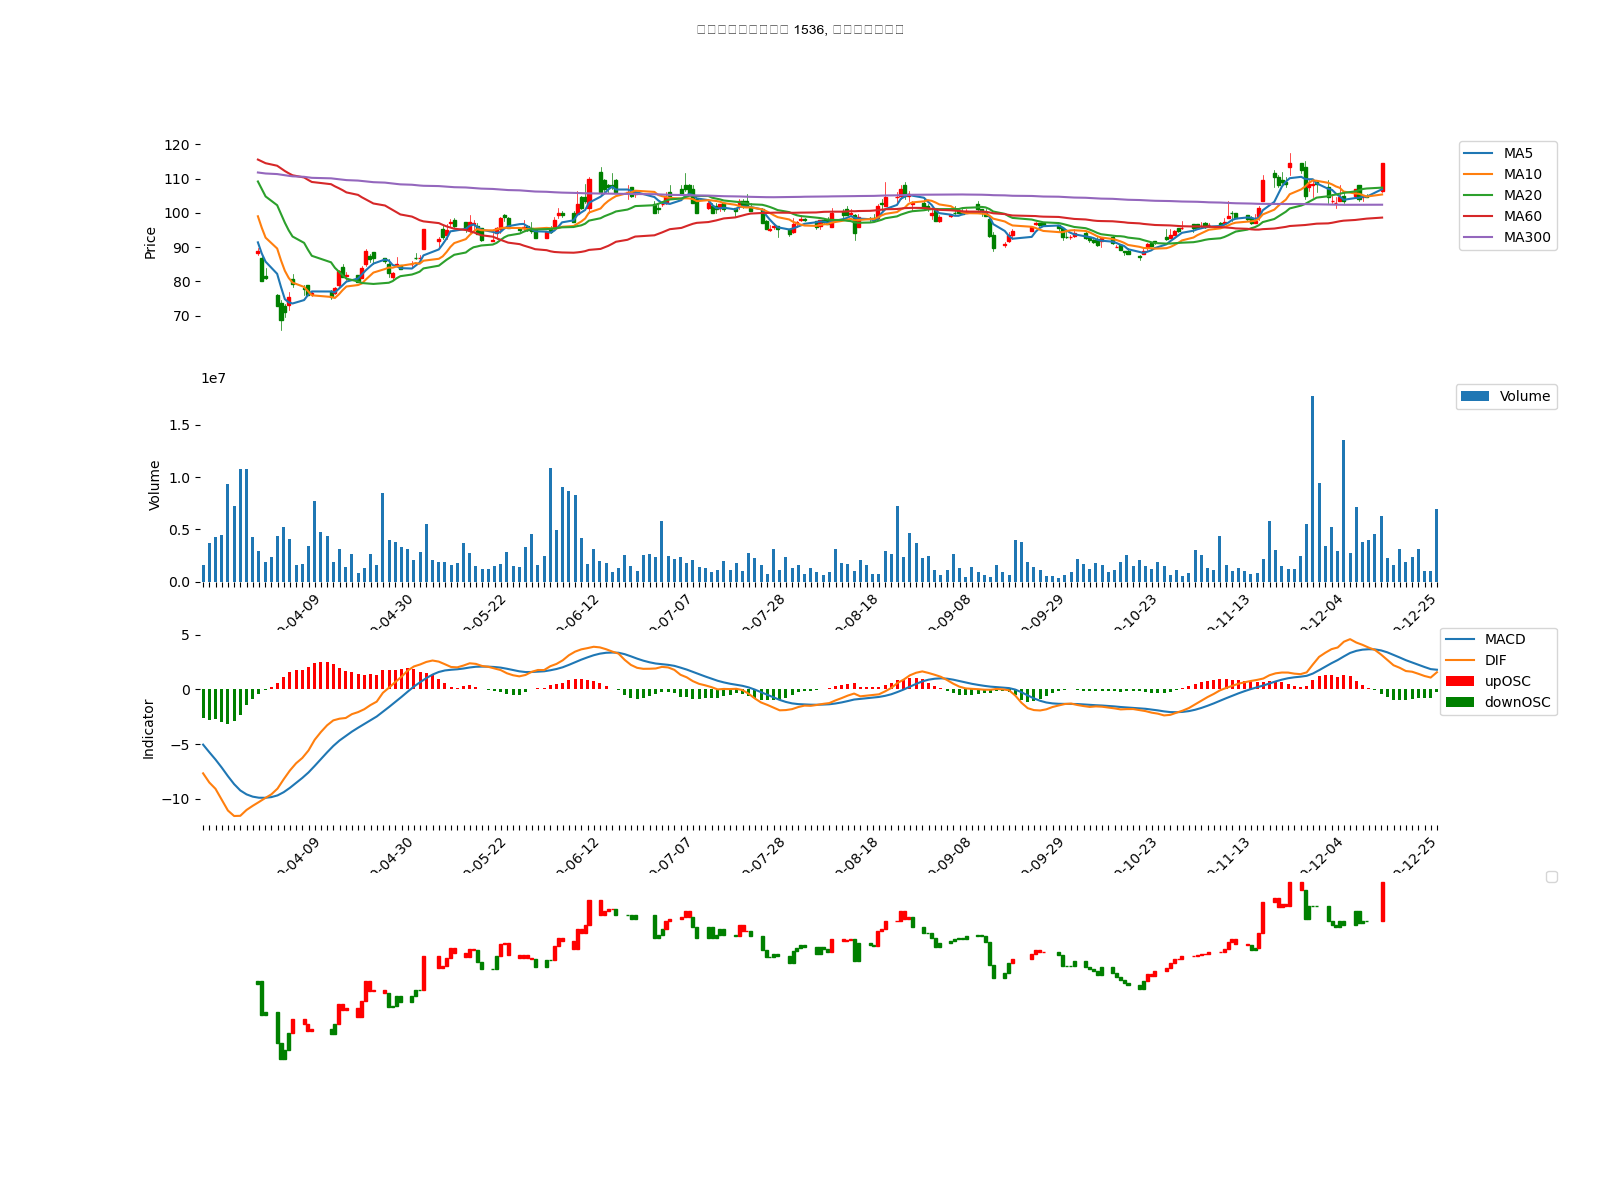 1536,
120
110
100
90
80
70
Price
MA5
MA10
MA20
MA60
MA300
1e7
1.5
1.0
0.5
0.0
Volume
Volume
-04-09
-04-30
-05-22
-06-12
-07-07
-07-28
-08-18
-09-08
-09-29
-10-23
-11-13
-12-04
-12-25
5
0
−5
−10
Indicator
MACD
DIF
upOSC
downOSC
-04-09
-04-30
-05-22
-06-12
-07-07
-07-28
-08-18
-09-08
-09-29
-10-23
-11-13
-12-04
-12-25